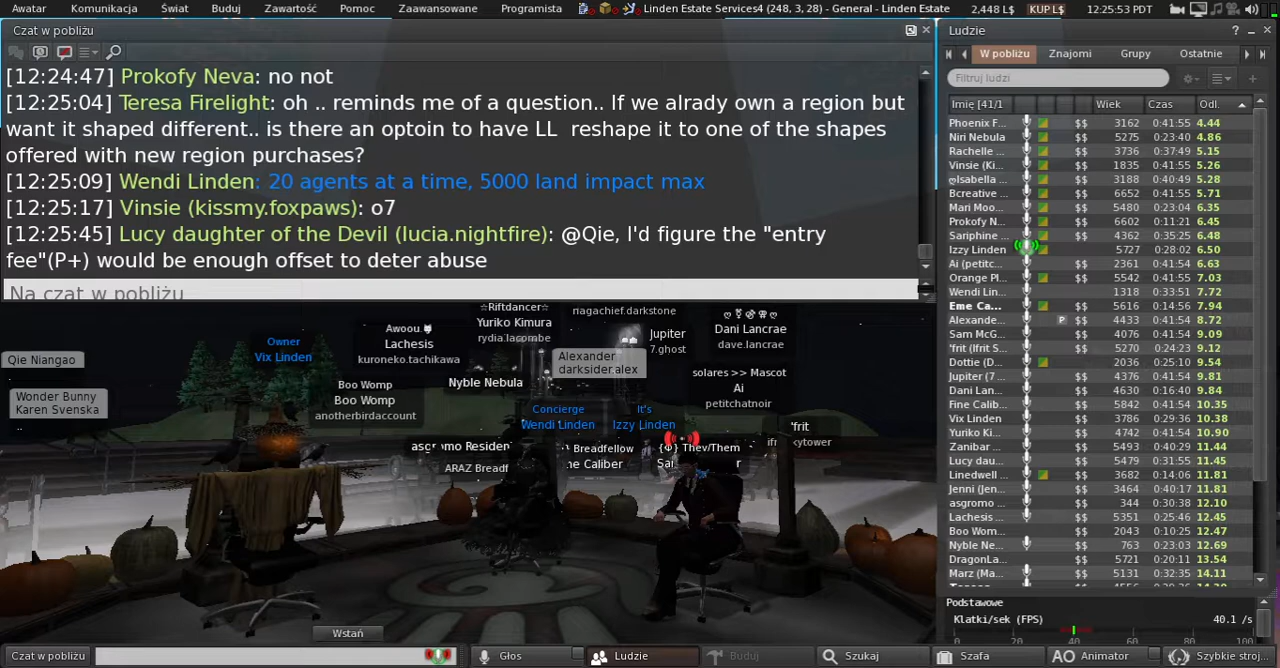 Awatar Komunikacja Świat Buduj Zawartość Pomoc Zaawansowane Programista Linden Estate Services4 (248, 3, 28) - General - Linden Estate 2,448 L$ KUP L$ 12:25:53 PDT
Czat w pobliżu
[12:24:47] Prokofy Neva: no not
[12:25:04] Teresa Firelight: oh .. reminds me of a question.. If we alrady own a region but
want it shaped different.. is there an optoin to have LL reshape it to one of the shapes
offered with new region purchases?
[12:25:09] Wendi Linden: 20 agents at a time, 5000 land impact max
[12:25:17] Vinsie (kissmy.foxpaws): o7
[12:25:45] Lucy daughter of the Devil (lucia.nightfire): @Qie, I'd figure the "entry
fee"(P+) would be enough offset to deter abuse
Na czat w pobliżu
☆Riftdancer☆
Yuriko Kimura
rydia.lacombe
niagachief.darkstone
Jupiter
7.ghost
Dani Lancrae
dave.lancrae
Owner
Vix Linden
Awoou
Lachesis
kuroneko.tachikawa
Qie Niangao
Alexander
darksider.alex
solares >> Mascot
Ai
petitchatnoir
Nyble Nebula
Boo Womp
Boo Womp
anotherbirdaccount
Wonder Bunny
Karen Svenska
..
Concierge
Wendi Linden
It's
Izzy Linden
'frit
asgromo Resident
Breadfellow
{Φ} They/Them
ARAZ Breadf
ne Caliber
Wstań
Ludzie
W pobliżu Znajomi Grupy Ostatnie
Filtruj ludzi
Imię [41/1 Wiek Czas Odl.
Phoenix F... $$ 3162 0:41:55 4.44
Niri Nebula $$ 5275 0:23:40 4.86
Rachelle ... $$ 3736 0:37:49 5.15
Vinsie (Ki... $$ 1835 0:41:55 5.26
Isabella ... $$ 3188 0:40:49 5.28
Bcreative ... $$ 6652 0:41:55 5.71
Mari Moo... $$ 5480 0:23:04 6.35
Prokofy N... $$ 6602 0:11:21 6.45
Sariphine ... $$ 4362 0:35:25 6.48
Izzy Linden 5727 0:28:02 6.50
Ai (petitc... $$ 2361 0:41:54 6.63
Orange Pl... $$ 5542 0:41:55 7.03
Wendi Lin... 1318 0:33:51 7.72
Eme Ca... $$ 5616 0:14:56 7.94
Alexande... P $$ 4433 0:41:54 8.72
Sam McG... $$ 4076 0:41:54 9.09
'frit (Ifrit S... $$ 5270 0:24:23 9.12
Dottie (D... 2036 0:25:10 9.54
Jupiter (7 ... $$ 4376 0:41:54 9.81
Dani Lan... $$ 4630 0:16:40 9.84
Fine Calib... $$ 5842 0:41:54 10.35
Vix Linden $$ 3786 0:29:36 10.38
Yuriko Ki... $$ 4742 0:41:54 10.90
Zanibar ... $$ 5493 0:40:29 11.44
Lucy dau... $$ 5479 0:31:55 11.45
Linedwell ... $$ 3682 0:14:06 11.81
Jenni (Jen... $$ 3464 0:40:17 11.81
asgromo ... $$ 344 0:30:38 12.10
Lachesis ... $$ 5351 0:25:46 12.45
Boo Wom... $$ 2043 0:10:25 12.47
Nyble Ne... $$ 763 0:23:03 12.69
DragonLa... $$ 5721 0:20:11 13.54
Marz (Ma... $$ 5131 0:32:35 14.11
Podstawowe
Klatki/sek (FPS) 40.1 /s
0 20 40 60 80 100
Czat w pobliżu Głos Ludzie Buduj Szukaj Szafa AO Animator Szybkie stroj...